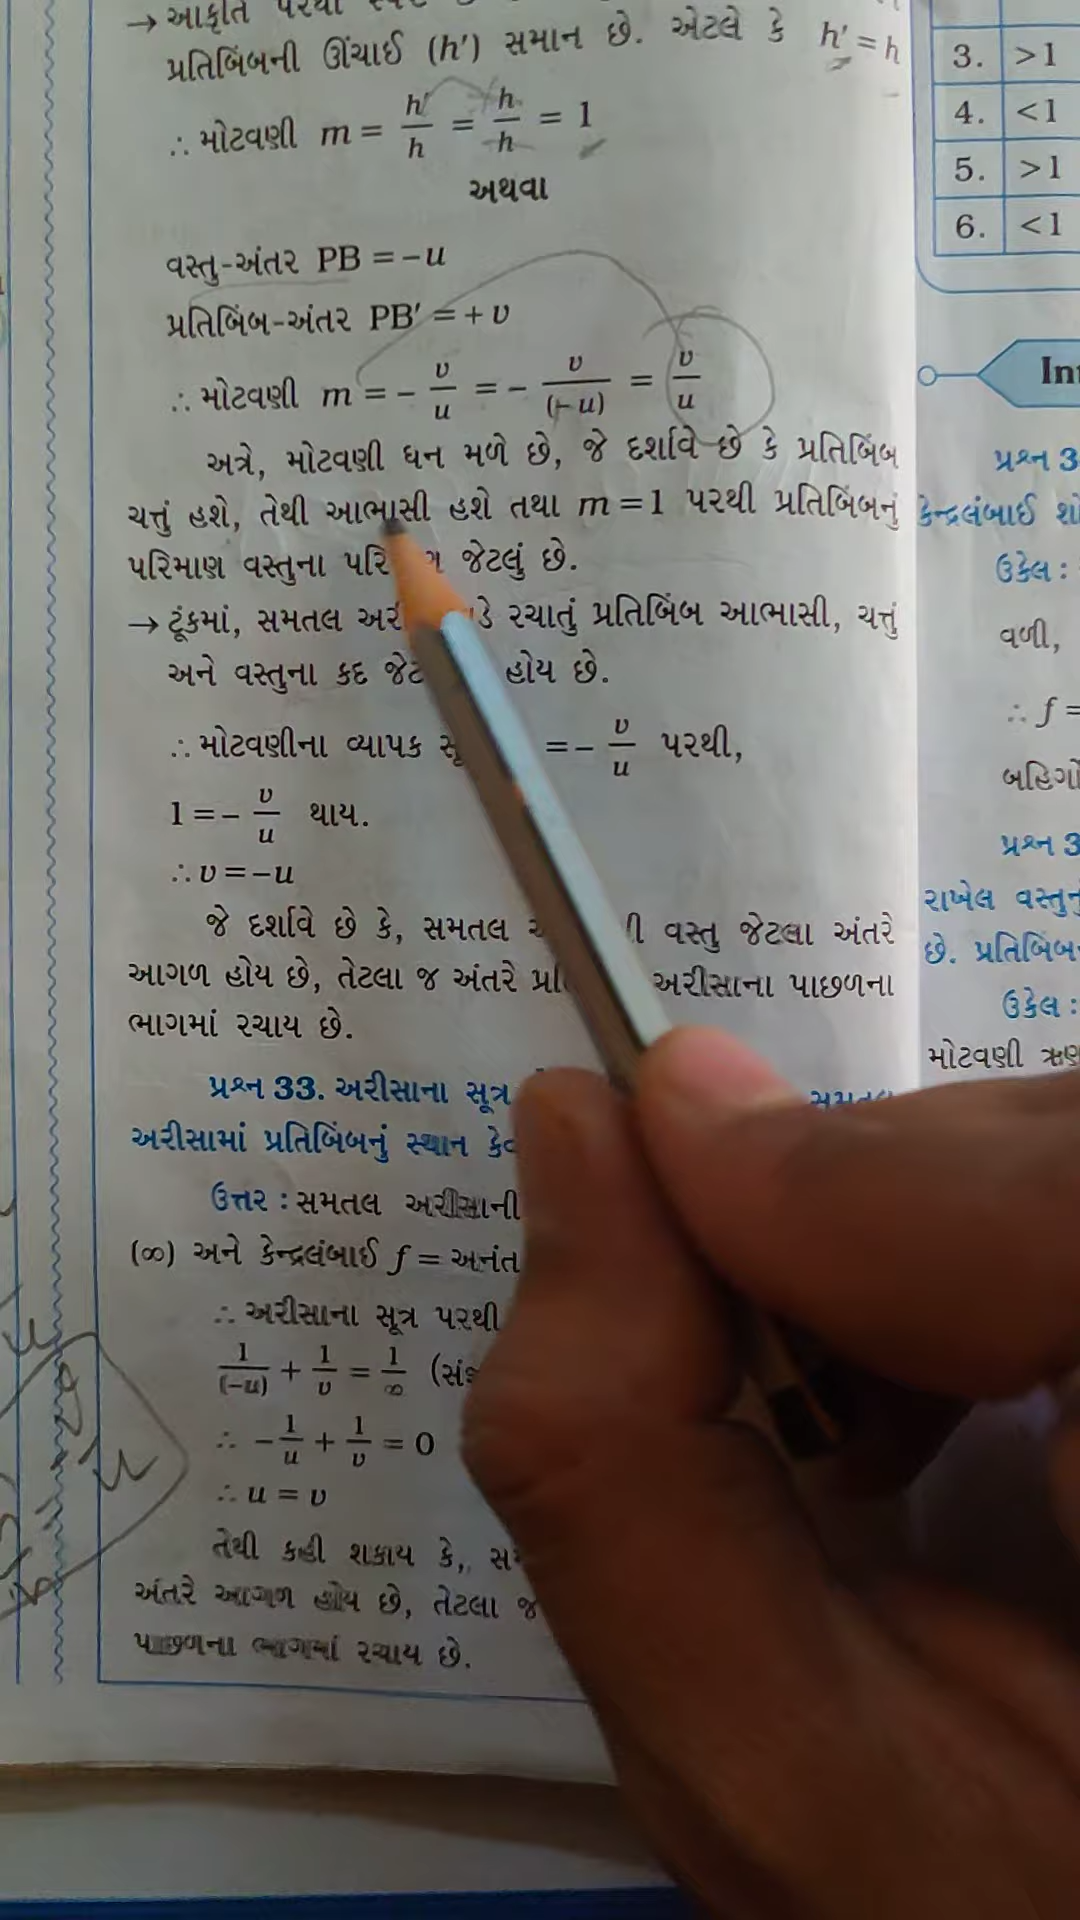 → આકૃતિ પરથી
પ્રતિબિંબની ઊંચાઈ (h′) સમાન છે. એટલે કે h′ = h
∴ મોટવણી m = h′/h = h/h = 1
અથવા
વસ્તુ-અંતર PB = −u
પ્રતિબિંબ-અંતર PB′ = + v
∴ મોટવણી m = − v/u = − v/(−u) = v/u
અત્રે, મોટવણી ધન મળે છે, જે દર્શાવે છે કે પ્રતિબિંબ
ચત્તું હશે, તેથી આભાસી હશે તથા m = 1 પરથી પ્રતિબિંબનું
પરિમાણ વસ્તુના જેટલું છે.
→ ટૂંકમાં, સમતલ રચાતું પ્રતિબિંબ આભાસી, ચત્તું
અને વસ્તુના કદ હોય છે.
∴ મોટવણીના વ્યાપક = − v/u પરથી,
1 = − v/u થાય.
∴ v = −u
જે દર્શાવે છે કે, સમતલ વસ્તુ જેટલા અંતરે
આગળ હોય છે, તેટલા જ અંતરે અરીસાના પાછળના
ભાગમાં રચાય છે.
પ્રશ્ન 33. અરીસાના સૂત્ર સમતલ
અરીસામાં પ્રતિબિંબનું સ્થાન
ઉત્તર : સમતલ અરીસાની
(∞) અને કેન્દ્રલંબાઈ f = અનંત
∴ અરીસાના સૂત્ર પરથી
1/(−u) + 1/v = 1/∞
∴ − 1/u + 1/v = 0
∴ u = v
તેથી કહી શકાય કે,
અંતરે આગળ હોય છે, તેટલા જ
પાછળના ભાગમાં રચાય છે.
3. >1
4. <1
5. >1
6. <1
પ્રશ્ન 3
કેન્દ્રલંબાઈ
ઉકેલ :
વળી,
∴ f =
પ્રશ્ન 3
રાખેલ વસ્તુનું
છે. પ્રતિબિંબ
ઉકેલ :
મોટવણી ઋણ